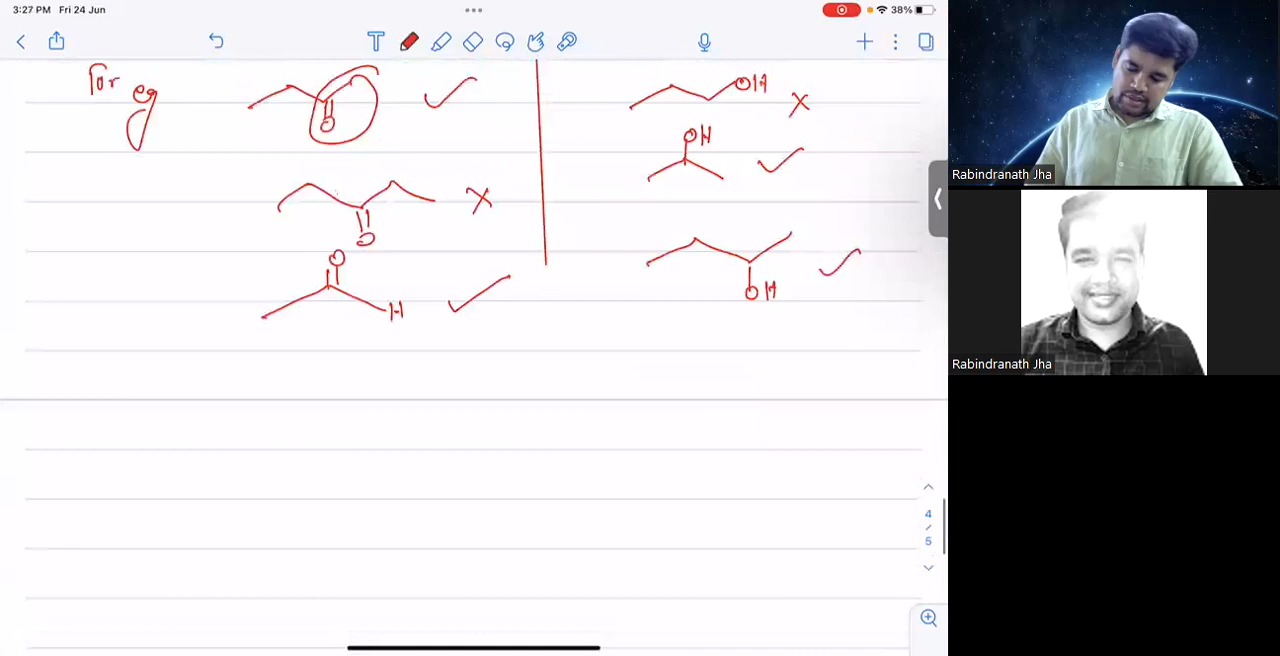 3:27 PM Fri 24 Jun
38%
For eg
O
OH
OH
O
O
H
OH
4
5
Rabindranath Jha
Rabindranath Jha